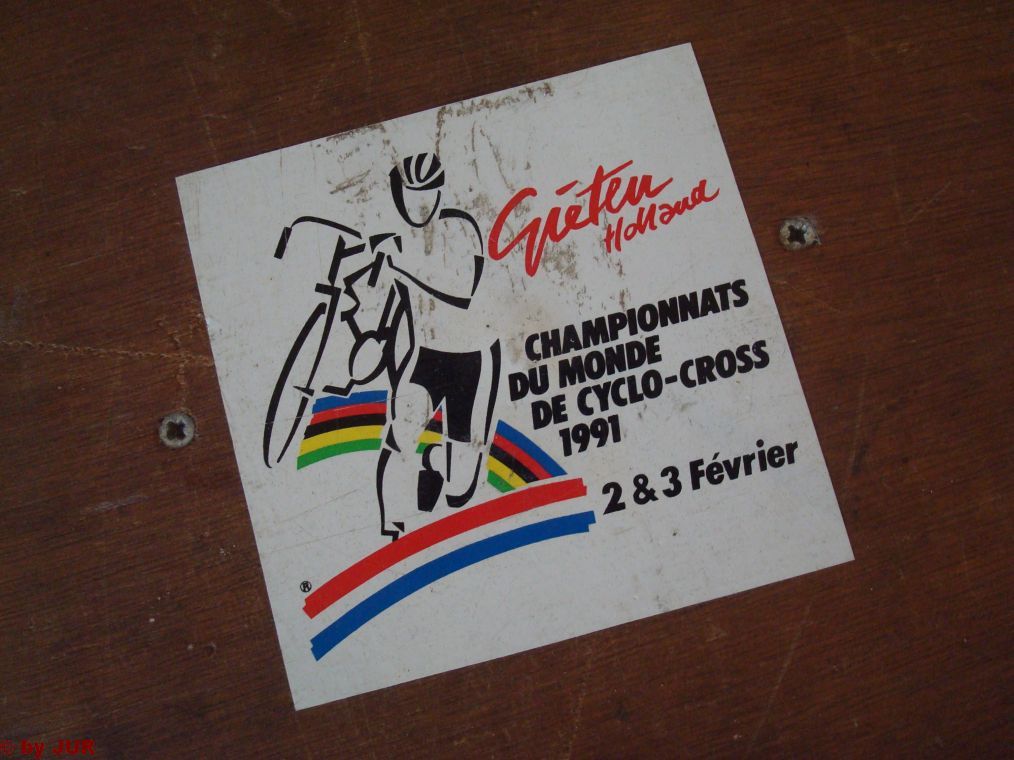 Gieten
Holland
CHAMPIONNATS
DU MONDE
DE CYCLO-CROSS
1991
2 & 3 Février
®
© by JUR